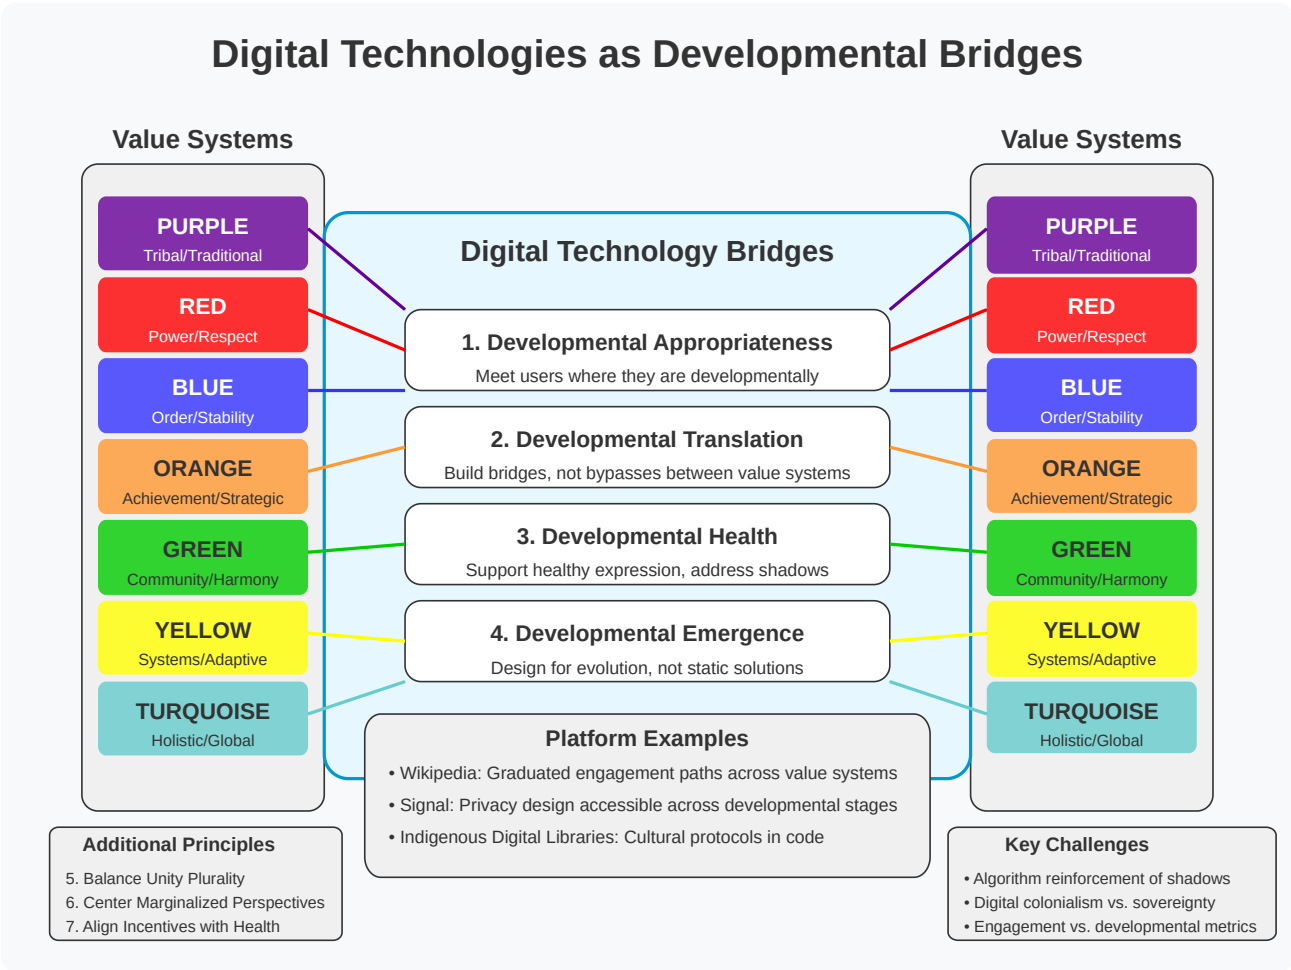 Digital Technologies as Developmental Bridges
Value Systems
PURPLE
Tribal/Traditional
RED
Power/Respect
BLUE
Order/Stability
ORANGE
Achievement/Strategic
GREEN
Community/Harmony
YELLOW
Systems/Adaptive
TURQUOISE
Holistic/Global
Digital Technology Bridges
1. Developmental Appropriateness
Meet users where they are developmentally
2. Developmental Translation
Build bridges, not bypasses between value systems
3. Developmental Health
Support healthy expression, address shadows
4. Developmental Emergence
Design for evolution, not static solutions
Value Systems
PURPLE
Tribal/Traditional
RED
Power/Respect
BLUE
Order/Stability
ORANGE
Achievement/Strategic
GREEN
Community/Harmony
YELLOW
Systems/Adaptive
TURQUOISE
Holistic/Global
Platform Examples
• Wikipedia: Graduated engagement paths across value systems
• Signal: Privacy design accessible across developmental stages
• Indigenous Digital Libraries: Cultural protocols in code
Additional Principles
5. Balance Unity Plurality
6. Center Marginalized Perspectives
7. Align Incentives with Health
Key Challenges
• Algorithm reinforcement of shadows
• Digital colonialism vs. sovereignty
• Engagement vs. developmental metrics